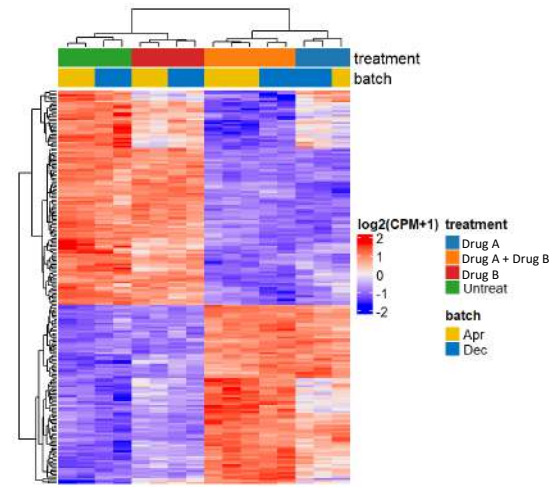 treatment
batch
log2(CPM+1)
2
1
0
-1
-2
treatment
Drug A
Drug A + Drug B
Drug B
Untreat
batch
Apr
Dec